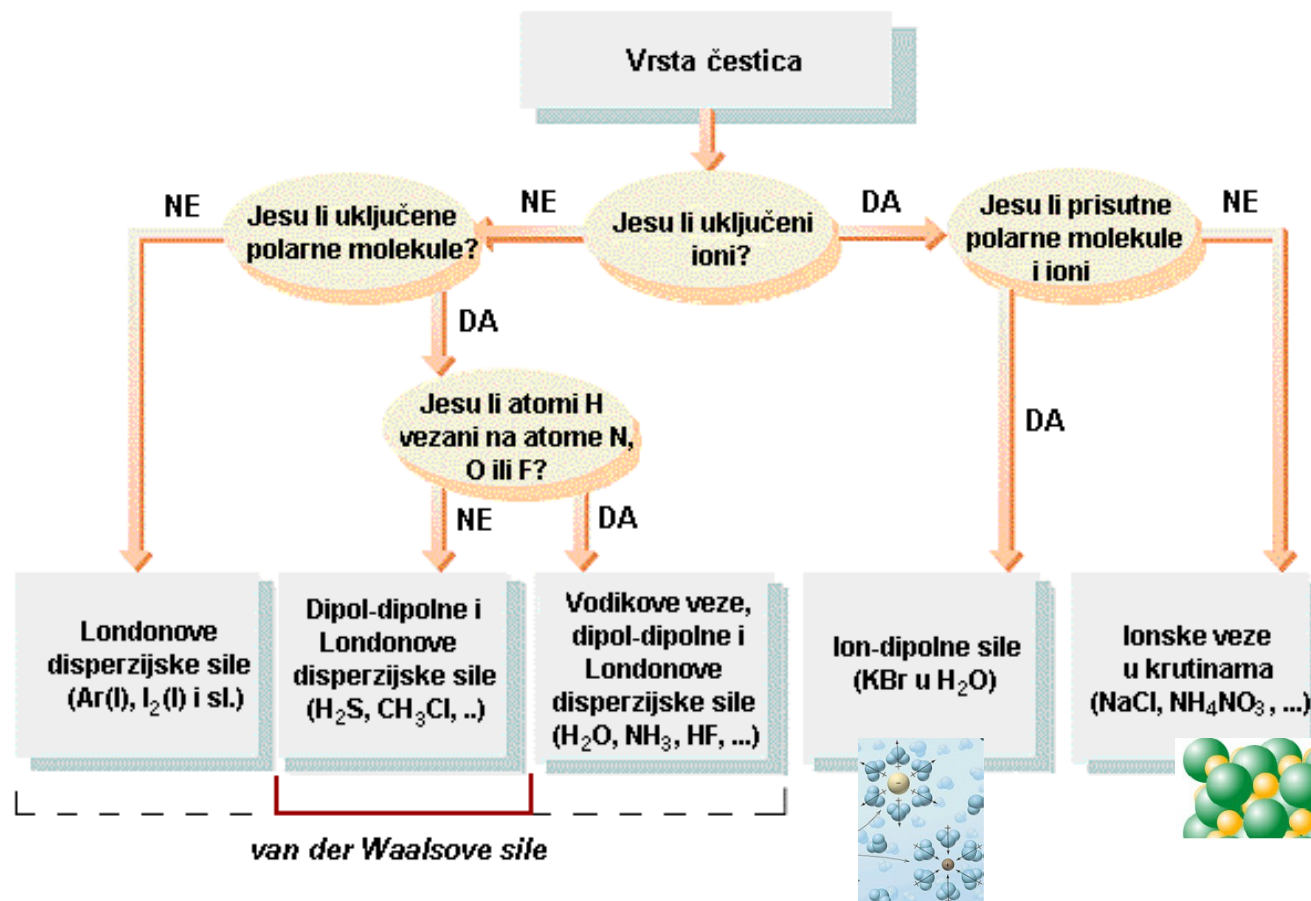 Vrsta čestica
NE
Jesu li uključene
polarne molekule?
NE
Jesu li uključeni
ioni?
DA
Jesu li prisutne
polarne molekule
i ioni
NE
DA
Jesu li atomi H
vezani na atome N,
O ili F?
DA
NE
DA
Londonove
disperzijske sile
(Ar(l), I₂(l) i sl.)
Dipol-dipolne i
Londonove
disperzijske sile
(H₂S, CH₃Cl, ..)
Vodikove veze,
dipol-dipolne i
Londonove
disperzijske sile
(H₂O, NH₃, HF, ...)
Ion-dipolne sile
(KBr u H₂O)
Ionske veze
u krutinama
(NaCl, NH₄NO₃ , ...)
van der Waalsove sile